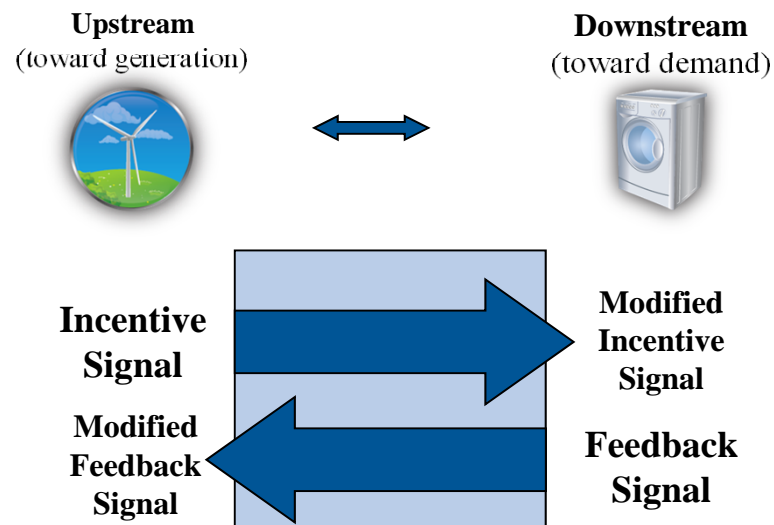 Upstream
(toward generation)
Downstream
(toward demand)
Incentive
Signal
Modified
Incentive
Signal
Modified
Feedback
Signal
Feedback
Signal